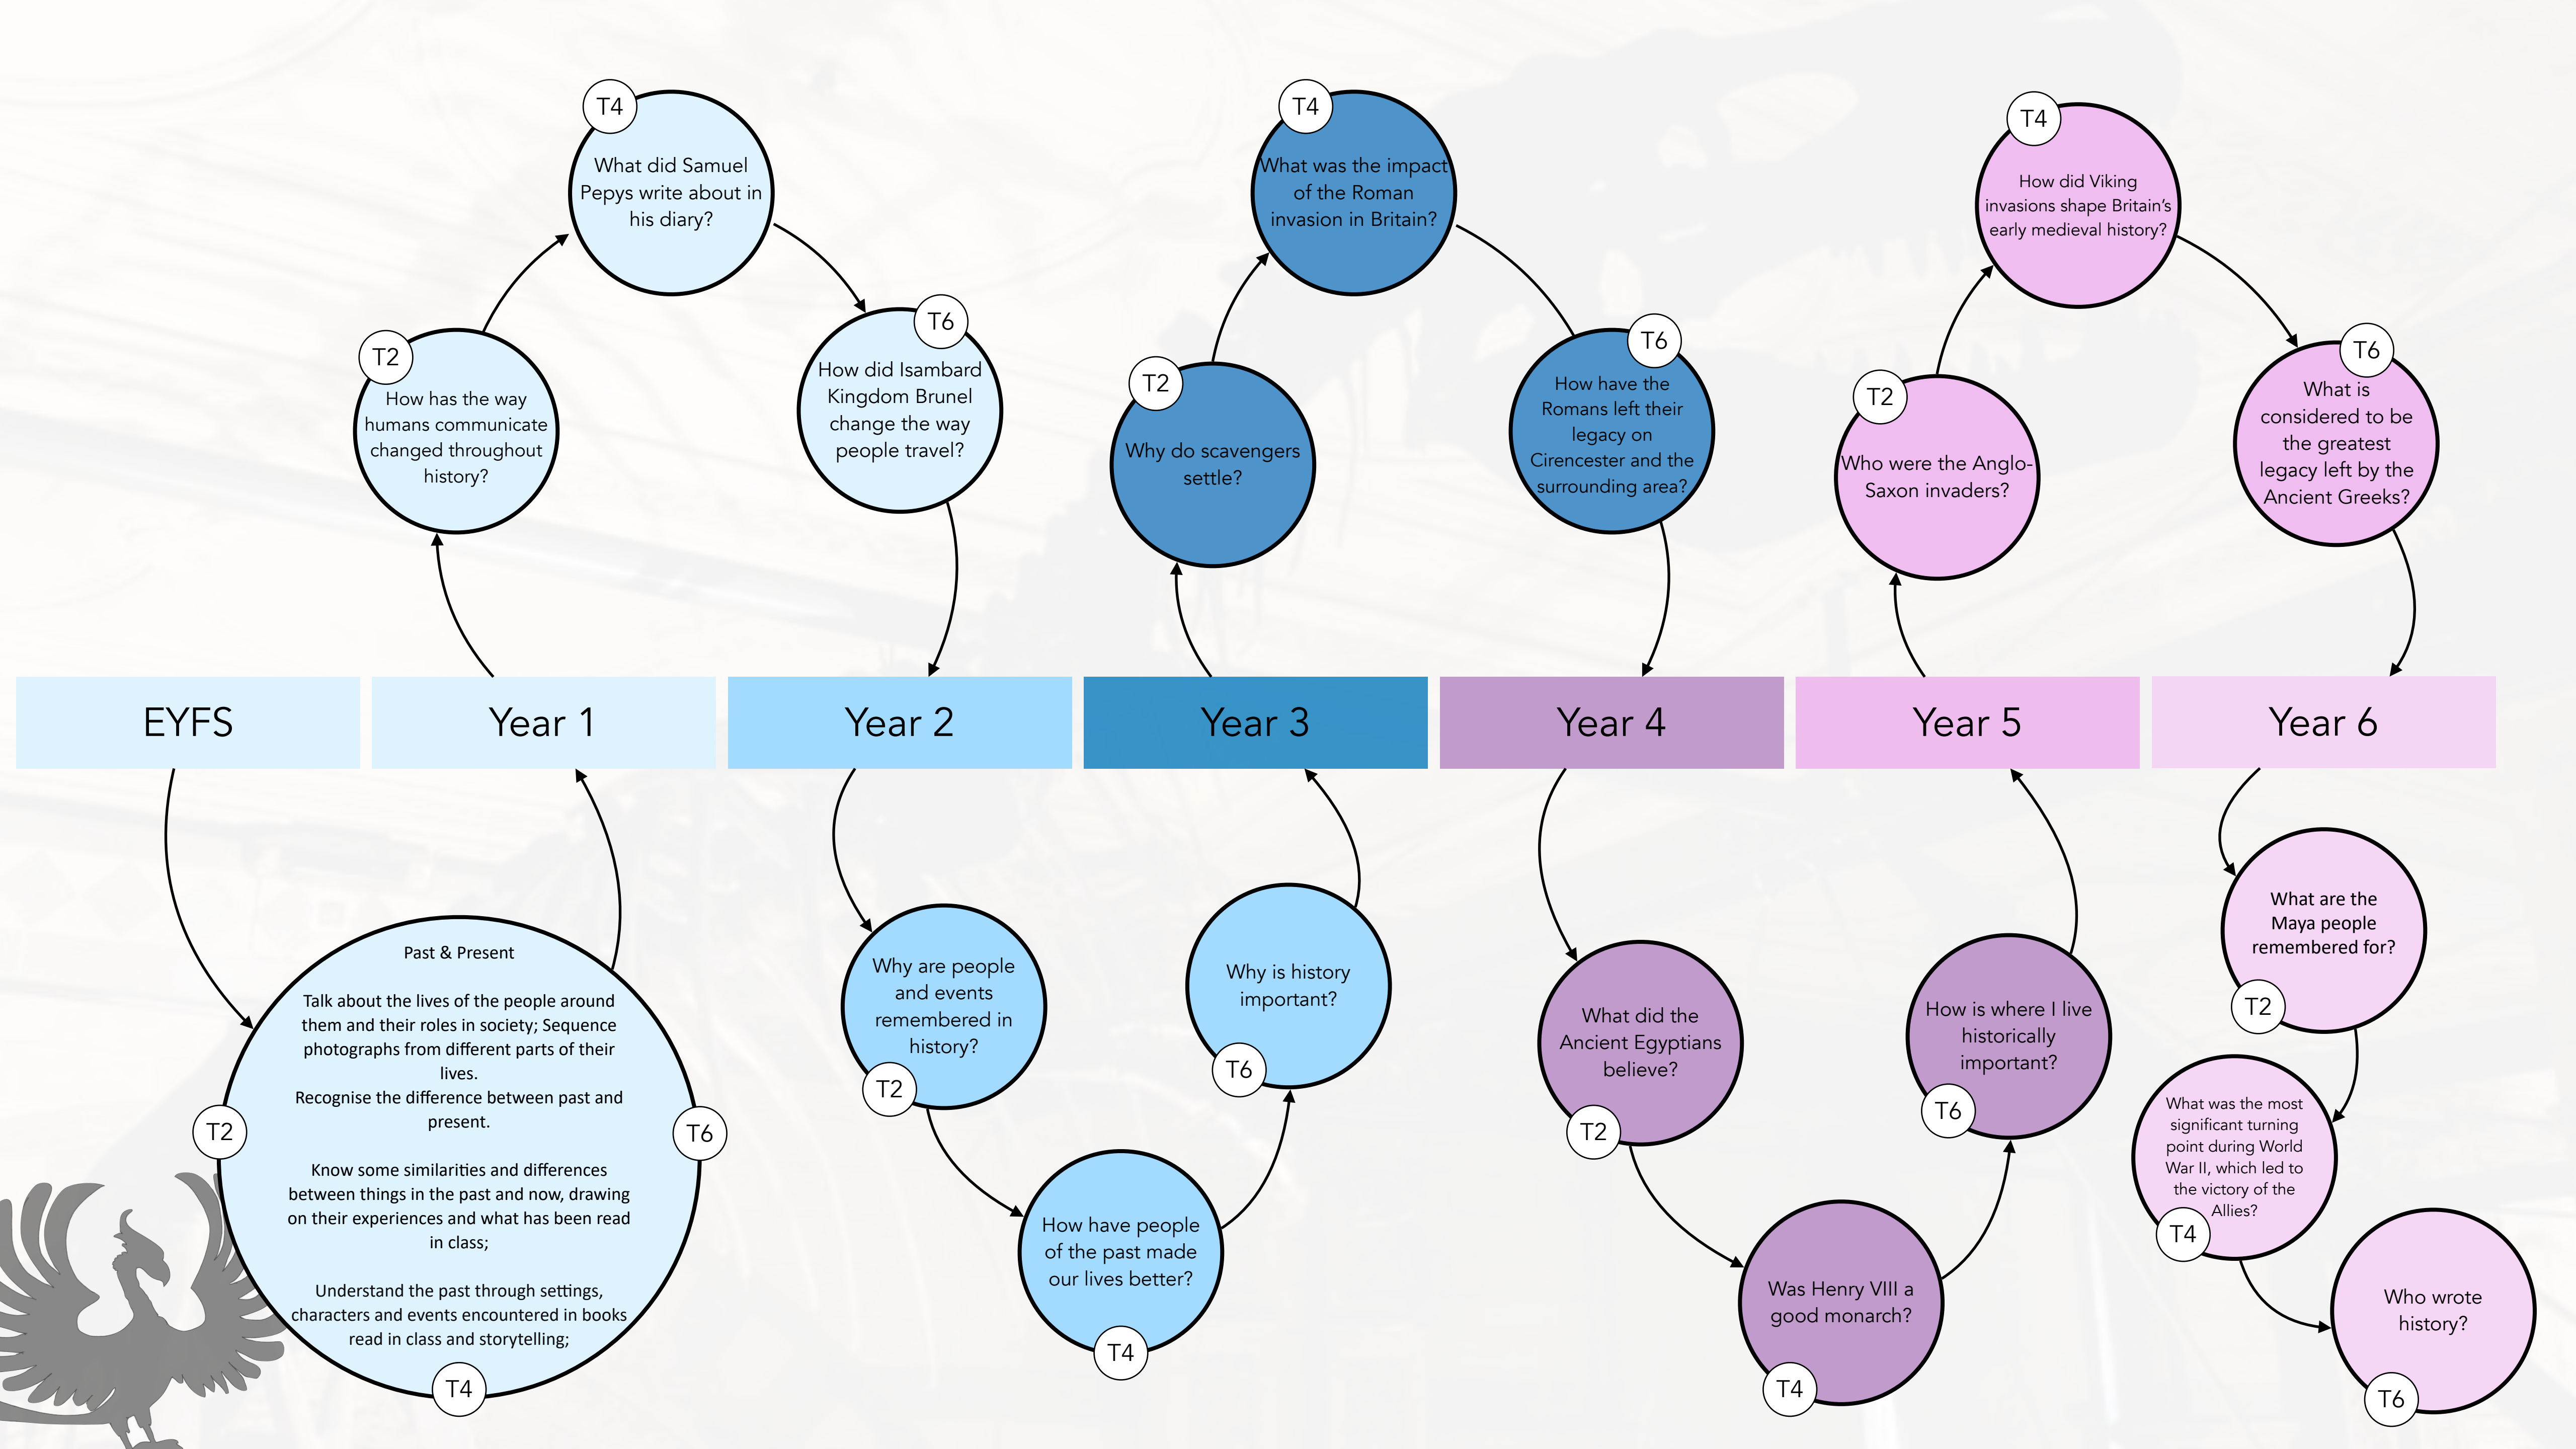 EYFS
T2
T4
T6
Past & Present
Talk about the lives of the people around
them and their roles in society; Sequence
photographs from different parts of their
lives.
Recognise the difference between past and
present.
Know some similarities and differences
between things in the past and now, drawing
on their experiences and what has been read
in class;
Understand the past through settings,
characters and events encountered in books
read in class and storytelling;
Year 1
T2
How has the way
humans communicate
changed throughout
history?
T4
What did Samuel
Pepys write about in
his diary?
T6
How did Isambard
Kingdom Brunel
change the way
people travel?
Year 2
Why are people
and events
remembered in
history?
T2
How have people
of the past made
our lives better?
T4
Why is history
important?
T6
Year 3
T2
Why do scavengers
settle?
T4
What was the impact
of the Roman
invasion in Britain?
T6
How have the
Romans left their
legacy on
Cirencester and the
surrounding area?
Year 4
What did the
Ancient Egyptians
believe?
T2
Was Henry VIII a
good monarch?
T4
How is where I live
historically
important?
T6
Year 5
T2
Who were the Anglo-
Saxon invaders?
T4
How did Viking
invasions shape Britain's
early medieval history?
T6
What is
considered to be
the greatest
legacy left by the
Ancient Greeks?
Year 6
What are the
Maya people
remembered for?
T2
What was the most
significant turning
point during World
War II, which led to
the victory of the
Allies?
T4
Who wrote
history?
T6